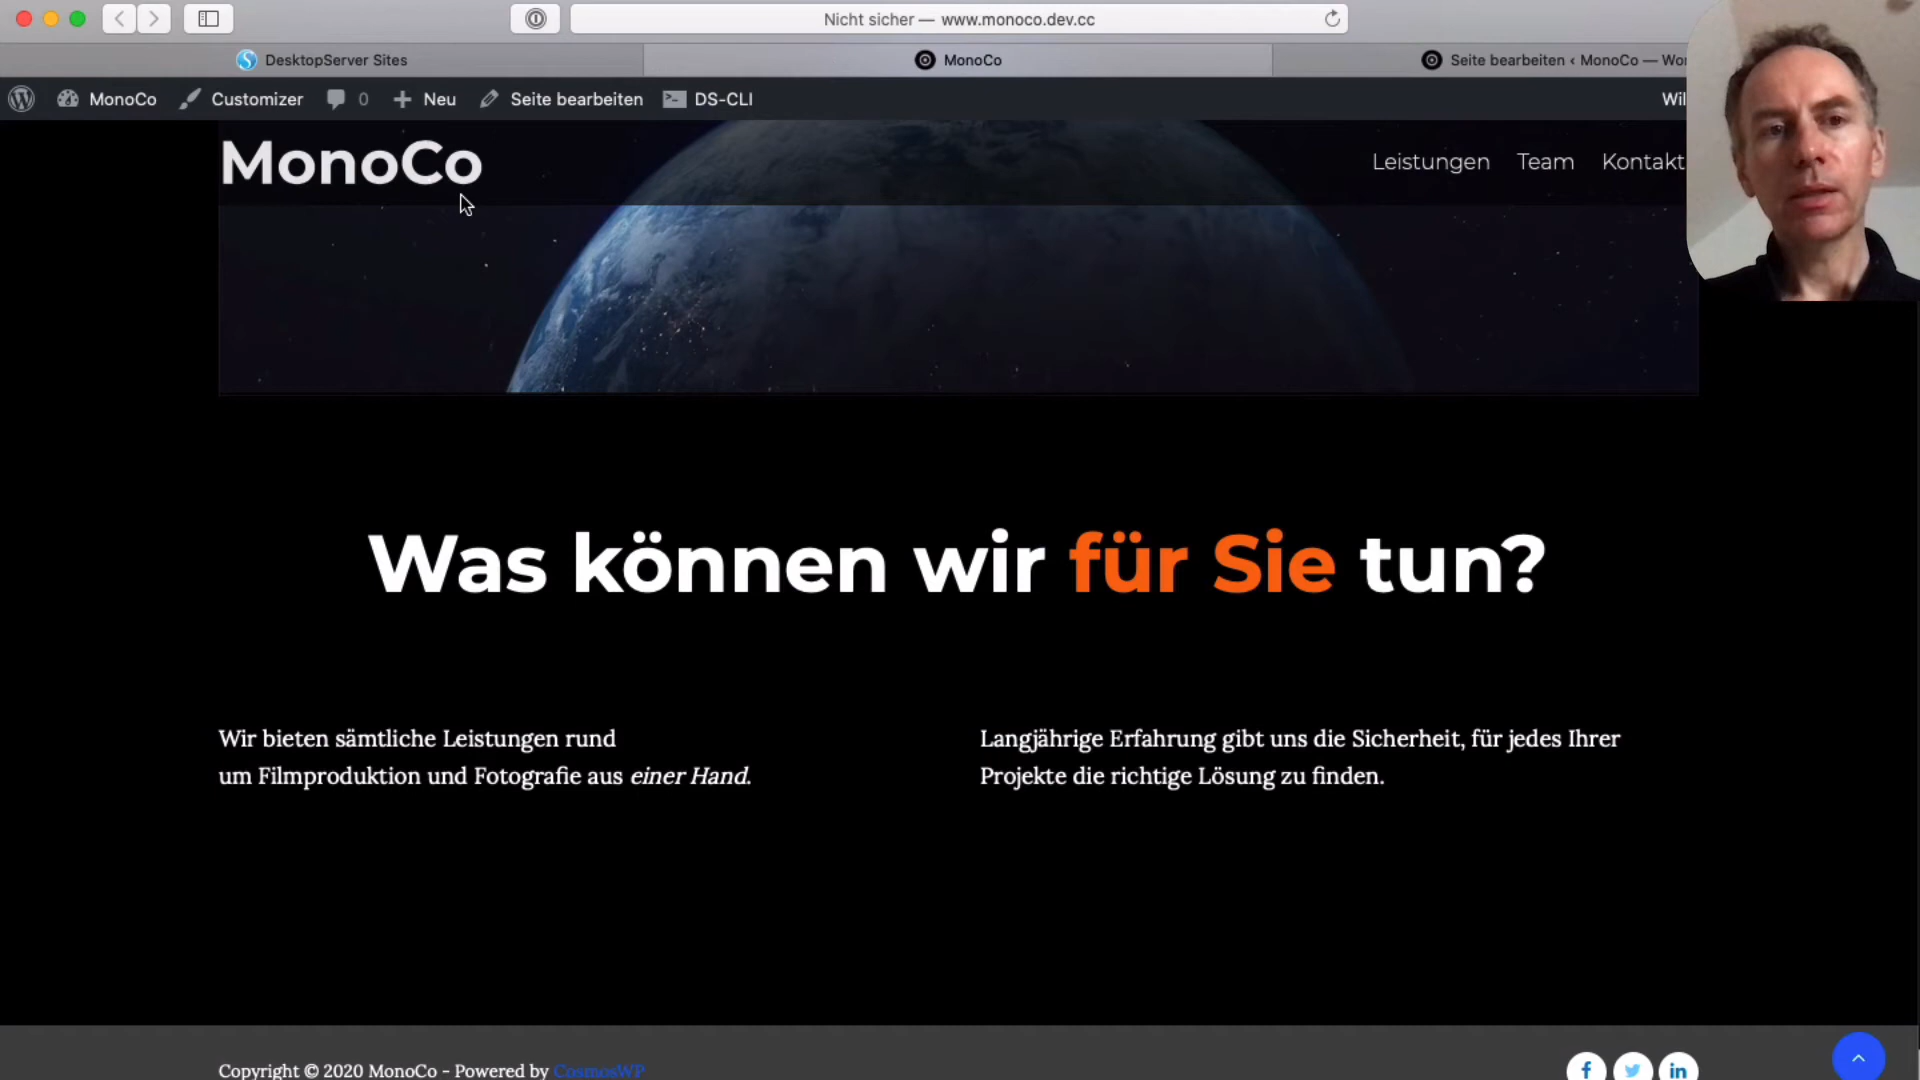 Nicht sicher — www.monoco.dev.cc
DesktopServer Sites
MonoCo
Seite bearbeiten ‹ MonoCo —
MonoCo
Customizer
0
Neu
Seite bearbeiten
DS-CLI
MonoCo
Leistungen
Team
Kontakt
Was können wir für Sie tun?
Wir bieten sämtliche Leistungen rund
um Filmproduktion und Fotografie aus einer Hand.
Langjährige Erfahrung gibt uns die Sicherheit, für jedes Ihrer
Projekte die richtige Lösung zu finden.
Copyright © 2020 MonoCo - Powered by CosmosWP